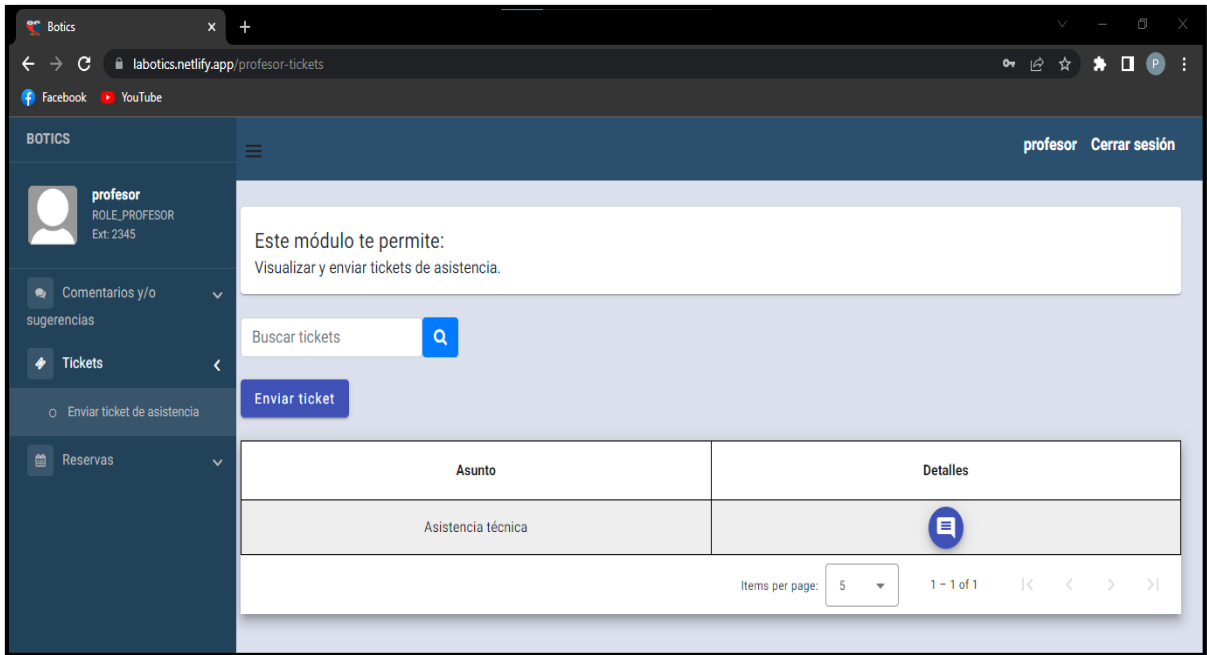 Botics
labotics.netlify.app/profesor-tickets
P
Facebook YouTube
BOTICS
profesor Cerrar sesión
profesor
ROLE_PROFESOR
Ext: 2345
Comentarios y/o
sugerencias
Tickets
Enviar ticket de asistencia
Reservas
Este módulo te permite:
Visualizar y enviar tickets de asistencia.
Buscar tickets
Enviar ticket
Asunto Detalles
Asistencia técnica
Items per page: 5 1 – 1 of 1